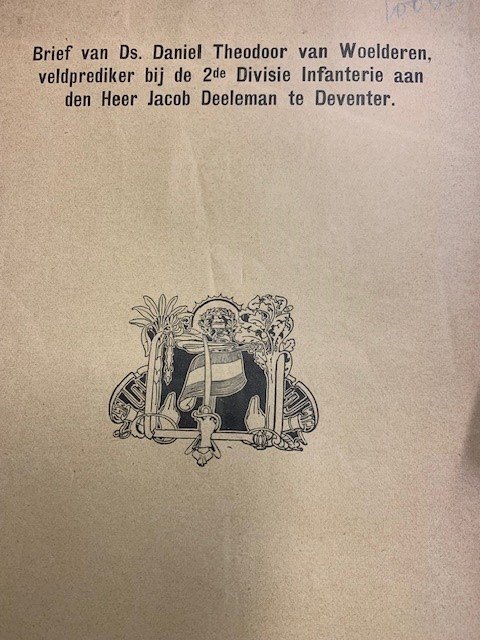 Brief van Ds. Daniel Theodoor van Woelderen,
veldprediker bij de 2de Divisie Infanterie aan
den Heer Jacob Deeleman te Deventer.